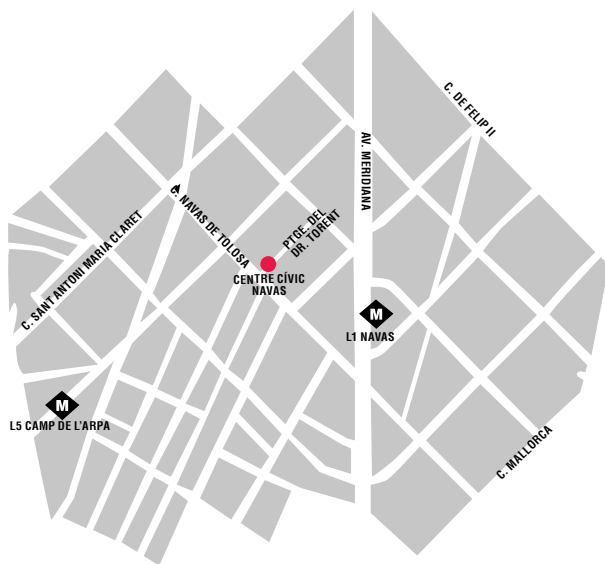 C. DE FELIP II
AV. MERIDIANA
C. NAVAS DE TOLOSA
PTGE. DEL
DR. TORENT
C. SANT ANTONI MARIA CLARET
CENTRE CÍVIC
NAVAS
M
L1 NAVAS
M
L5 CAMP DE L'ARPA
C. MALLORCA